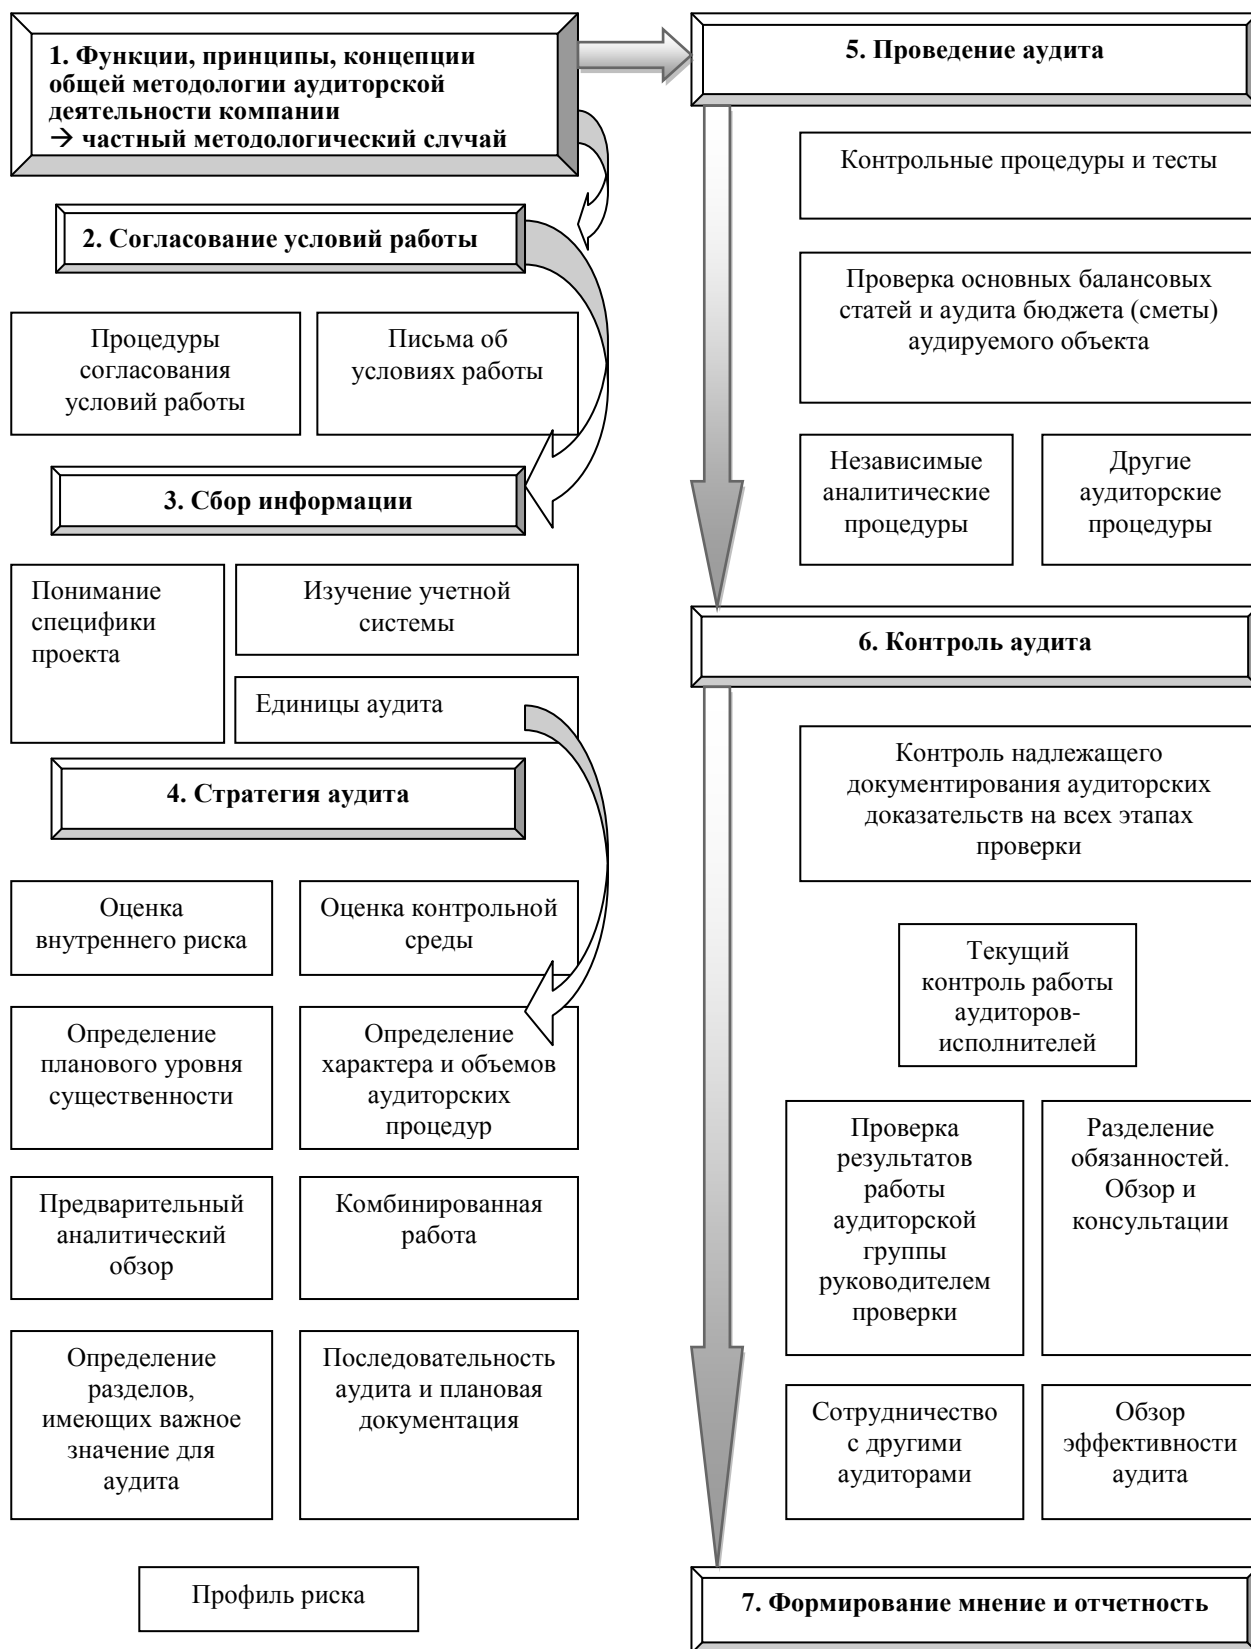 1. Функции, принципы, концепции
общей методологии аудиторской
деятельности компании
→ частный методологический случай
2. Согласование условий работы
Процедуры
согласования
условий работы
Письма об
условиях работы
3. Сбор информации
Понимание
специфики
проекта
Изучение учетной
системы
Единицы аудита
4. Стратегия аудита
Оценка
внутреннего риска
Оценка контрольной
среды
Определение
планового уровня
существенности
Определение
характера и объемов
аудиторских
процедур
Предварительный
аналитический
обзор
Комбинированная
работа
Определение
разделов,
имеющих важное
значение для
аудита
Последовательность
аудита и плановая
документация
Профиль риска
5. Проведение аудита
Контрольные процедуры и тесты
Проверка основных балансовых
статей и аудита бюджета (сметы)
аудируемого объекта
Независимые
аналитические
процедуры
Другие
аудиторские
процедуры
6. Контроль аудита
Контроль надлежащего
документирования аудиторских
доказательств на всех этапах
проверки
Текущий
контроль работы
аудиторов-
исполнителей
Проверка
результатов
работы
аудиторской
группы
руководителем
проверки
Разделение
обязанностей.
Обзор и
консультации
Сотрудничество
с другими
аудиторами
Обзор
эффективности
аудита
7. Формирование мнение и отчетность